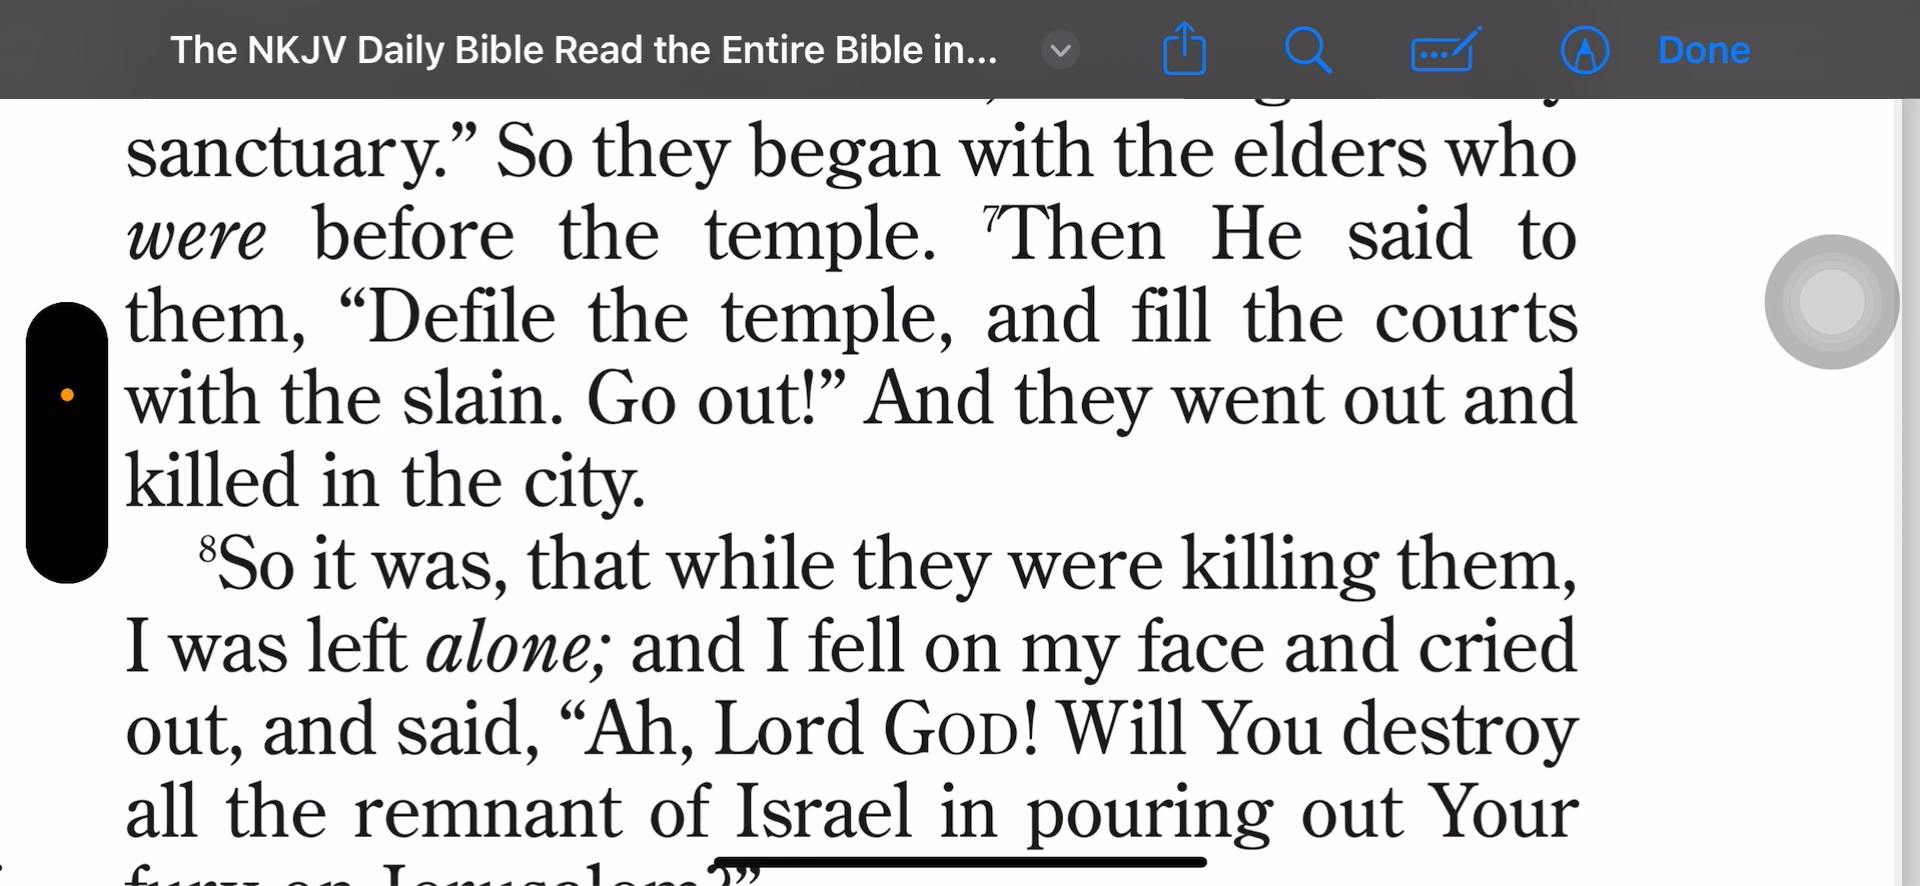 The NKJV Daily Bible Read the Entire Bible in...
Done
sanctuary.” So they began with the elders who
were before the temple. ⁷Then He said to
them, “Defile the temple, and fill the courts
with the slain. Go out!” And they went out and
killed in the city.
⁸So it was, that while they were killing them,
I was left alone; and I fell on my face and cried
out, and said, “Ah, Lord GOD! Will You destroy
all the remnant of Israel in pouring out Your
fury on Jerusalem?”